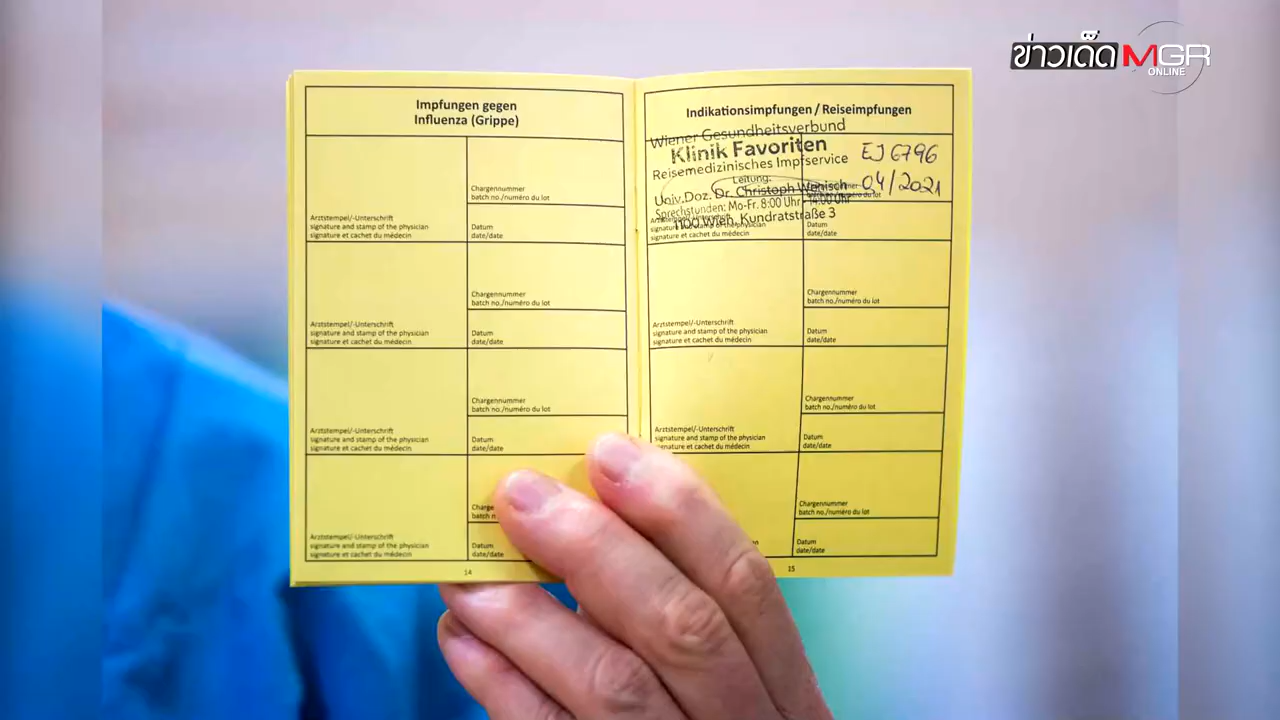 ข่าวเด็ด MGR
ONLINE
Impfungen gegen
Influenza (Grippe)
Chargennummer
batch no./numéro du lot
Arztstempel/-Unterschrift
signature and stamp of the physician
signature et cachet du médecin
Datum
date/date
Chargennummer
batch no./numéro du lot
Arztstempel/-Unterschrift
signature and stamp of the physician
signature et cachet du médecin
Datum
date/date
Chargennummer
batch no./numéro du lot
Arztstempel/-Unterschrift
signature and stamp of the physician
signature et cachet du médecin
Datum
date/date
Charge
batch n
Arztstempel/-Unterschrift
signature and stamp of the physician
signature et cachet du médecin
Datum
date/date
14
Indikationsimpfungen / Reiseimpfungen
Wiener Gesundheitsverbund
Klinik Favoriten
Reisemedizinisches Impfservice
Leitung:
Univ.Doz. Dr. Christoph Wenisch
Sprechstunden: Mo-Fr. 8:00 Uhr - 14:00 Uhr
1100 Wien, Kundratstraße 3
EJ6796
04/2021
signature et cachet du médecin
Datum
date/date
Chargennummer
batch no./numéro du lot
Arztstempel/-Unterschrift
signature and stamp of the physician
signature et cachet du médecin
Datum
date/date
Chargennummer
batch no./numéro du lot
Arztstempel/-Unterschrift
signature and stamp of the physician
signature et cachet du médecin
Datum
date/date
Chargennummer
batch no./numéro du lot
Datum
date/date
15